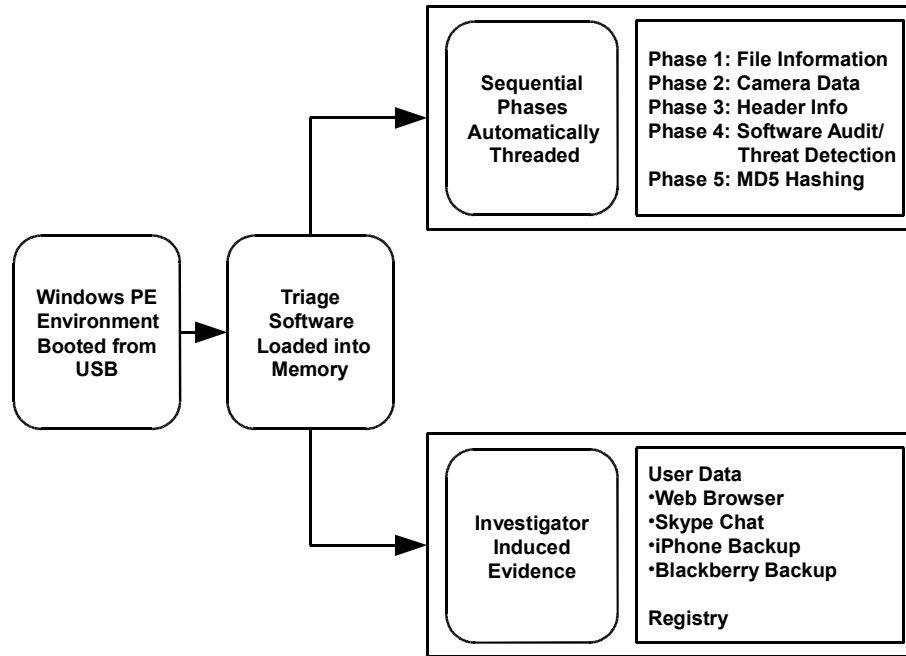 Windows PE
Environment
Booted from
USB
Triage
Software
Loaded into
Memory
Sequential
Phases
Automatically
Threaded
Phase 1: File Information
Phase 2: Camera Data
Phase 3: Header Info
Phase 4: Software Audit/
Threat Detection
Phase 5: MD5 Hashing
Investigator
Induced
Evidence
User Data
•Web Browser
•Skype Chat
•iPhone Backup
•Blackberry Backup
Registry